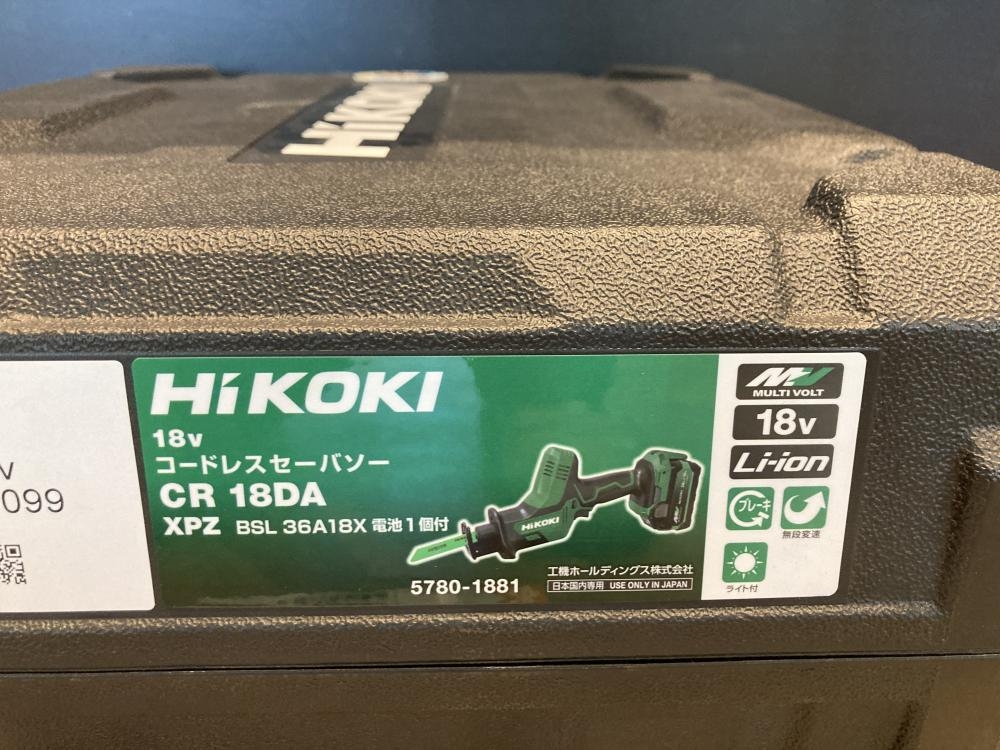 HiKOKI
V
099
HiKOKI
18v
コードレスセーバソー
CR 18DA
XPZ BSL 36A18X 電池1個付
HiKOKI
5780-1881
工機ホールディングス株式会社
日本国内専用 USE ONLY IN JAPAN
MV
MULTI VOLT
18v
Li-ion
ブレーキ
無段変速
ライト付